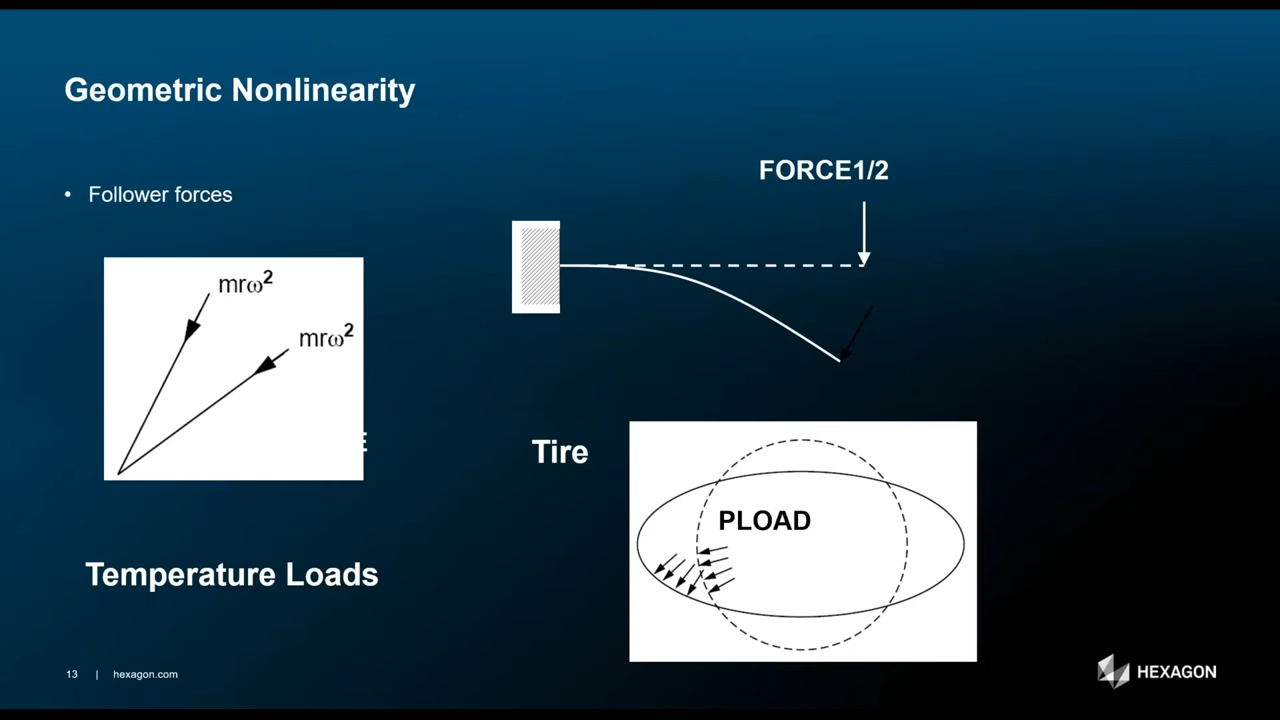 Geometric Nonlinearity
• Follower forces
FORCE1/2
mrω²
mrω²
E
Tire
PLOAD
Temperature Loads
13 | hexagon.com
HEXAGON